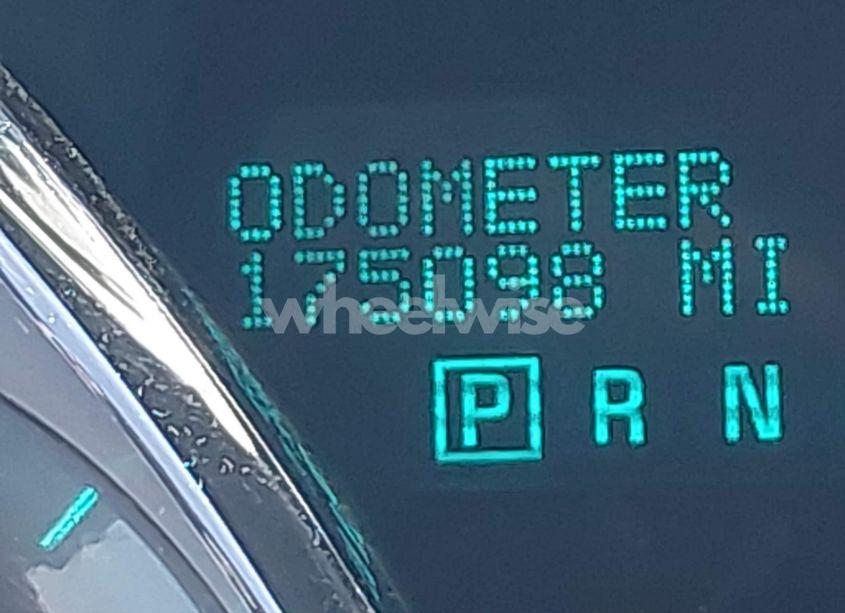 ODOMETER
175098 MI
wheelwise
P R N